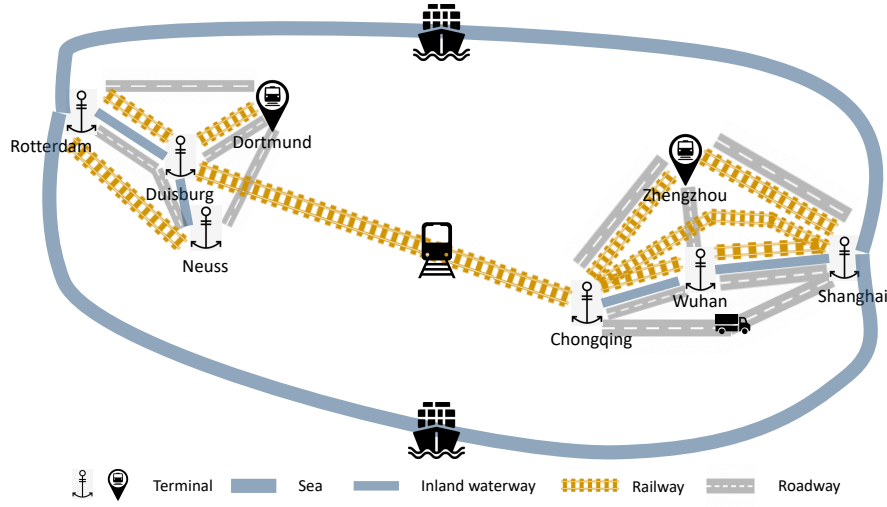 Rotterdam
Dortmund
Duisburg
Neuss
Zhengzhou
Wuhan
Shanghai
Chongqing
Terminal
Sea
Inland waterway
Railway
Roadway